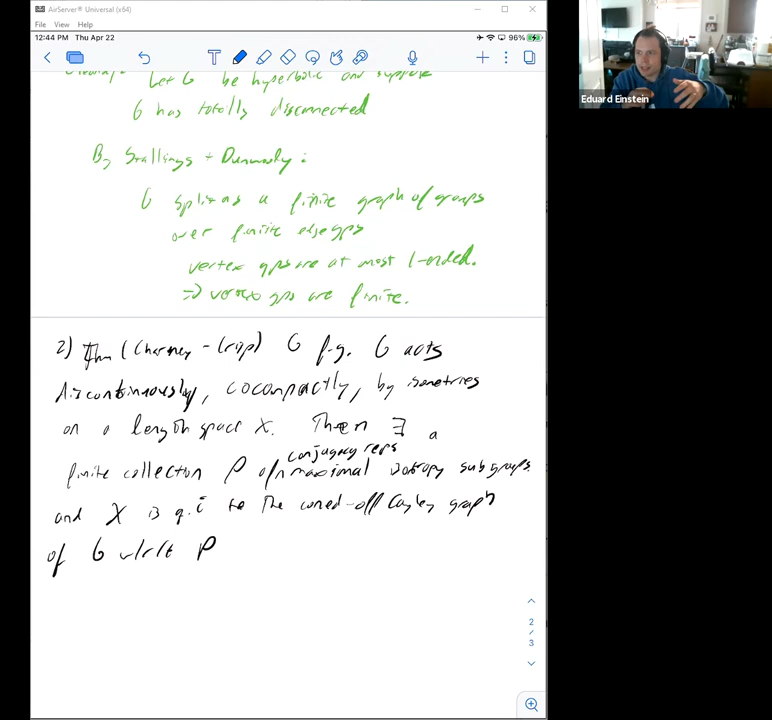 AirServer Universal (x64)
File Edit View Help
12:44 PM Thu Apr 22
96%
T
Let G be hyperbolic and suppose
G has totally disconnected
By Stallings + Dunwoody:
G splits as a finite graph of groups
over finite edge gps
vertex gps are at most 1-ended.
=> vertex gps are finite.
2) Thm (Charney - Crisp) G f.g. G acts
discontinuously, cocompactly, by isometries
on a length space X. Then ∃ a
conjugacy reps
finite collection P of maximal isotropy subgroups
and X is q.i to the coned-off Cayley graph
of G w/r/t P
2
/
3
Eduard Einstein